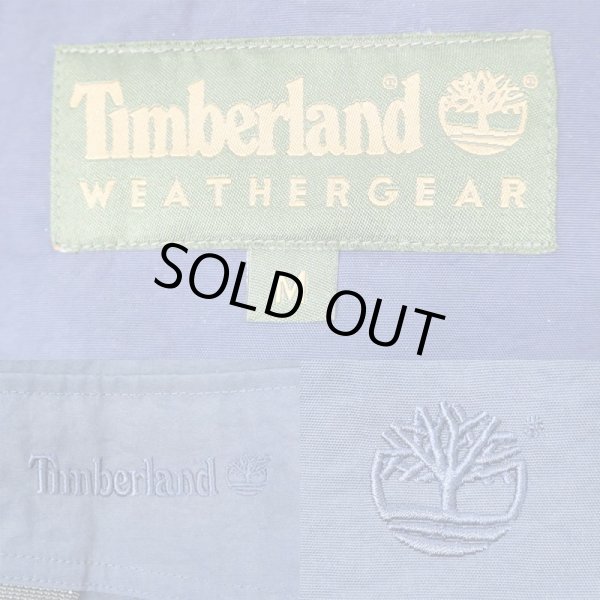 Timberland®
WEATHERGEAR
M
SOLD OUT
Timberland